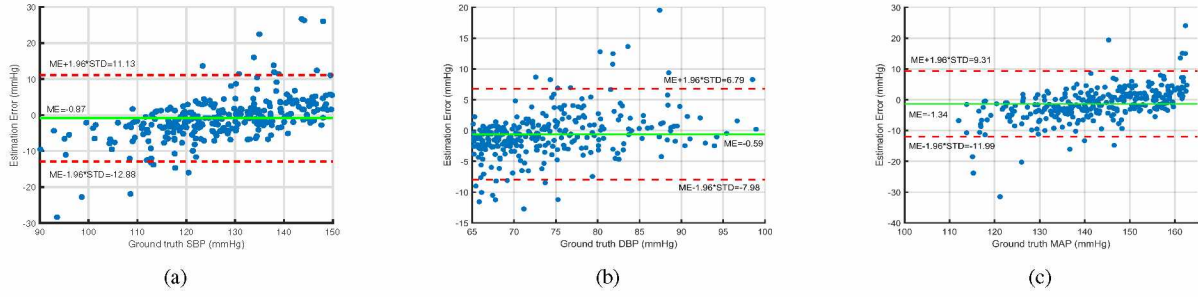 30
20
10
0
-10
-20
-30
90
100
110
120
130
140
150
Estimation Error (mmHg)
Ground truth SBP (mmHg)
ME+1.96*STD=11.13
ME=-0.87
ME-1.96*STD=-12.88
(a)
20
15
10
5
0
-5
-10
-15
65
70
75
80
85
90
95
100
Estimation Error (mmHg)
Ground truth DBP (mmHg)
ME+1.96*STD=6.79
ME=-0.59
ME-1.96*STD=-7.98
(b)
30
20
10
0
-10
-20
-30
-40
100
110
120
130
140
150
160
Estimation Error (mmHg)
Ground truth MAP (mmHg)
ME+1.96*STD=9.31
ME=-1.34
ME-1.96*STD=-11.99
(c)